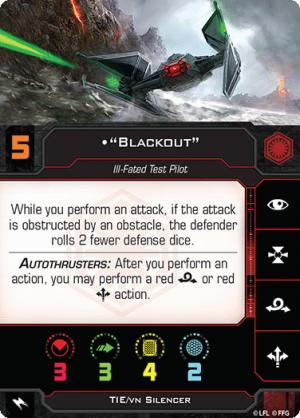 5
•"Blackout"
Ill-Fated Test Pilot
While you perform an attack, if the attack
is obstructed by an obstacle, the defender
rolls 2 fewer defense dice.
Autothrusters: After you perform an
action, you may perform a red or red
action.
3 3 4 2
TIE/vn Silencer
©LFL ©FFG